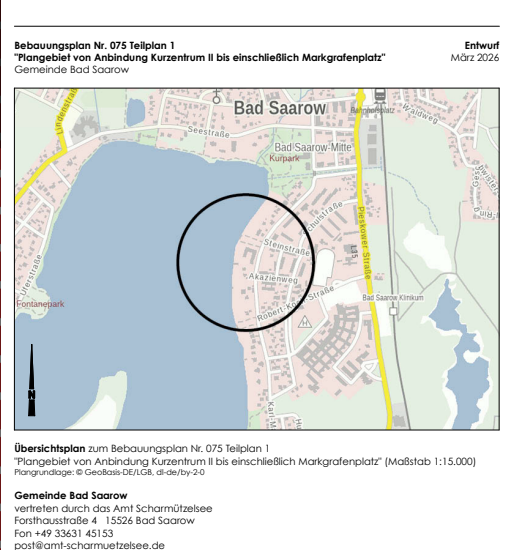 Bebauungsplan Nr. 075 Teilplan 1
Entwurf
"Plangebiet von Anbindung Kurzentrum II bis einschließlich Markgrafenplatz"
März 2026
Gemeinde Bad Saarow
Lindenstraß
Bad Saarow
Bahnhofsplatz
Waldweg
Seestraße
Bad Saarow-Mitte
Kurpark
Schulstraße
Pieskower Straße
Steinstraße
L35
Uferstraße
Akazienweg
Fontanepark
Robert-Koch-Straße
Bad Saarow Klinikum
H
Karl-M
N
Übersichtsplan zum Bebauungsplan Nr. 075 Teilplan 1
"Plangebiet von Anbindung Kurzentrum II bis einschließlich Markgrafenplatz" (Maßstab 1:15.000)
Plangrundlage: © GeoBasis-DE/LGB, dl-de/by-2-0
Gemeinde Bad Saarow
vertreten durch das Amt Scharmützelsee
Forsthausstraße 4 15526 Bad Saarow
Fon +49 33631 45153
post@amt-scharmuetzelsee.de